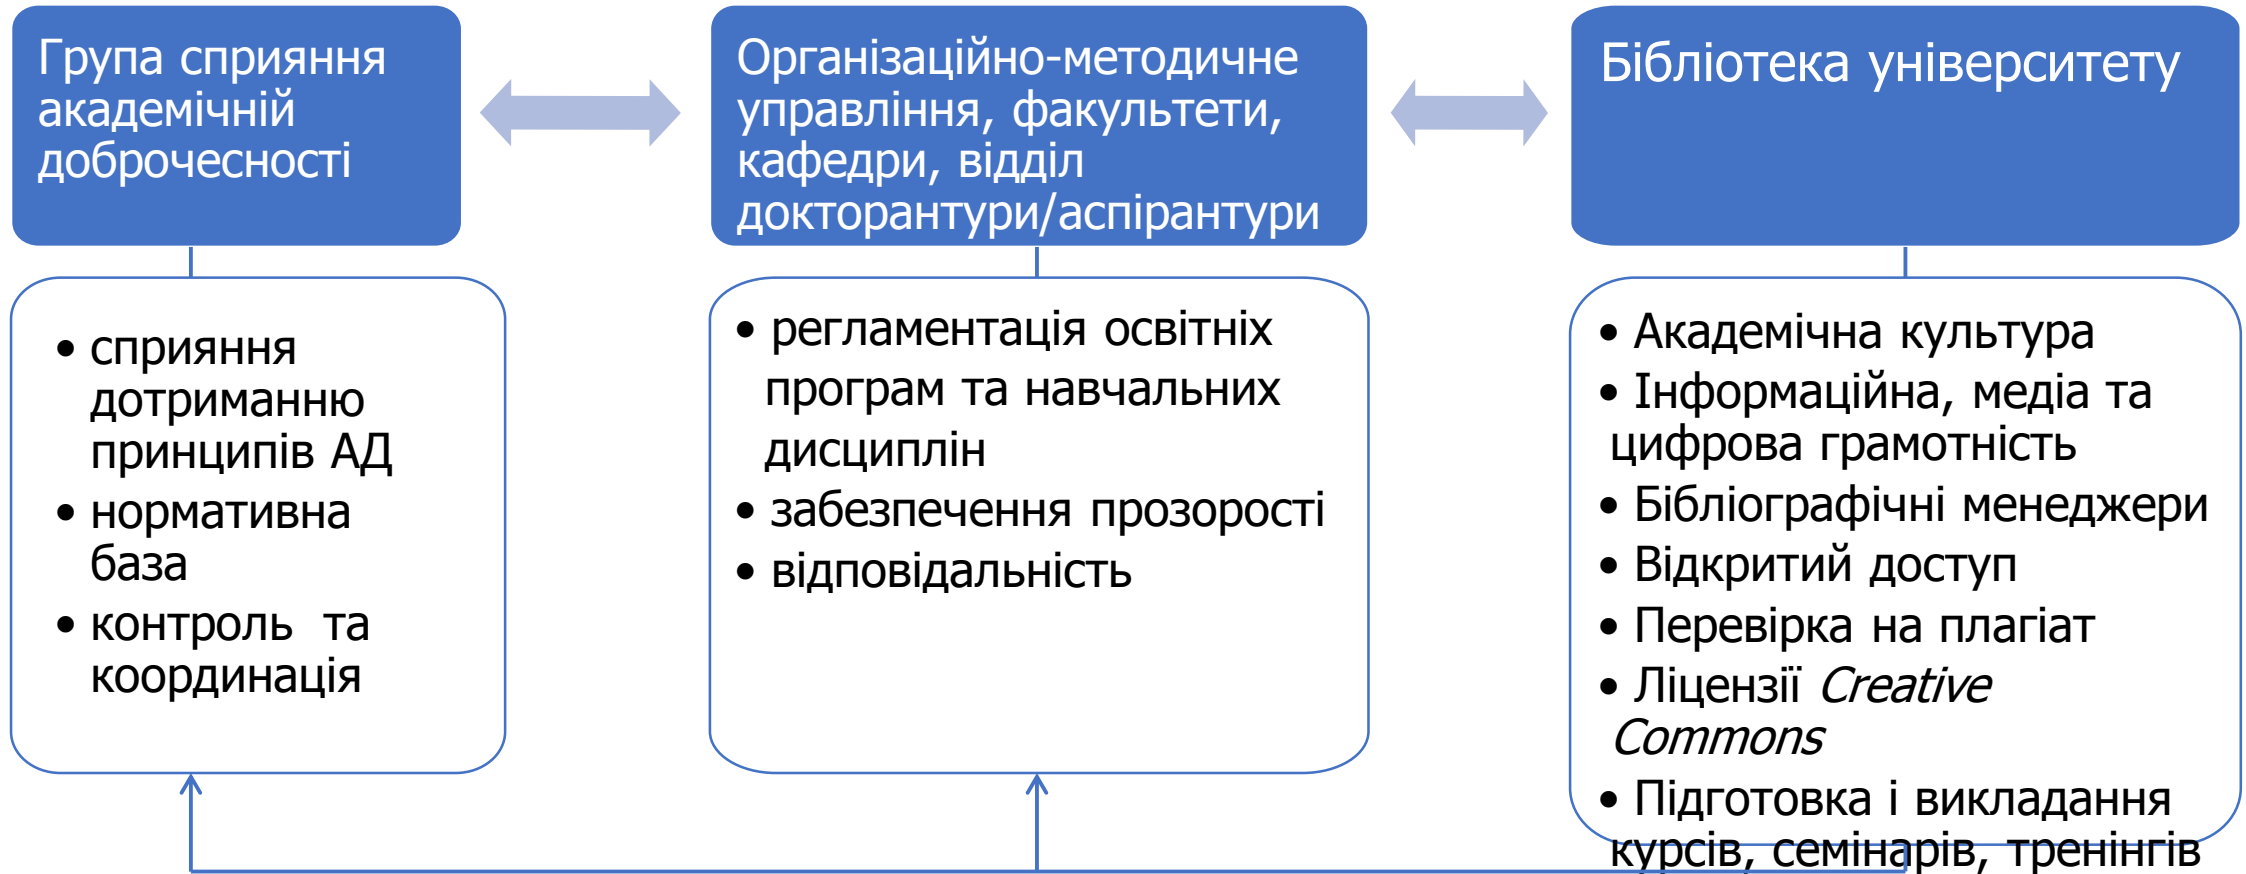 Група сприяння
академічній
доброчесності
Організаційно-методичне
управління, факультети,
кафедри, відділ
докторантури/аспірантури
Бібліотека університету
• сприяння
дотриманню
принципів АД
• нормативна
база
• контроль та
координація
• регламентація освітніх
програм та навчальних
дисциплін
• забезпечення прозорості
• відповідальність
• Академічна культура
• Інформаційна, медіа та
цифрова грамотність
• Бібліографічні менеджери
• Відкритий доступ
• Перевірка на плагіат
• Ліцензії Creative
Commons
• Підготовка і викладання
курсів, семінарів, тренінгів